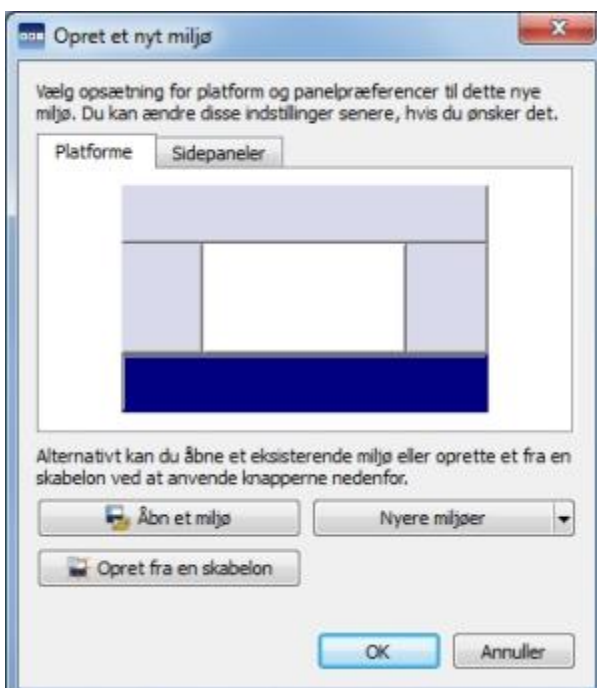 Opret et nyt miljø
Vælg opsætning for platform og panelpræferencer til dette nye
miljø. Du kan ændre disse indstillinger senere, hvis du ønsker det.
Platforme Sidepaneler
Alternativt kan du åbne et eksisterende miljø eller oprette et fra en
skabelon ved at anvende knapperne nedenfor.
Åbn et miljø Nyere miljøer
Opret fra en skabelon
OK Annuller